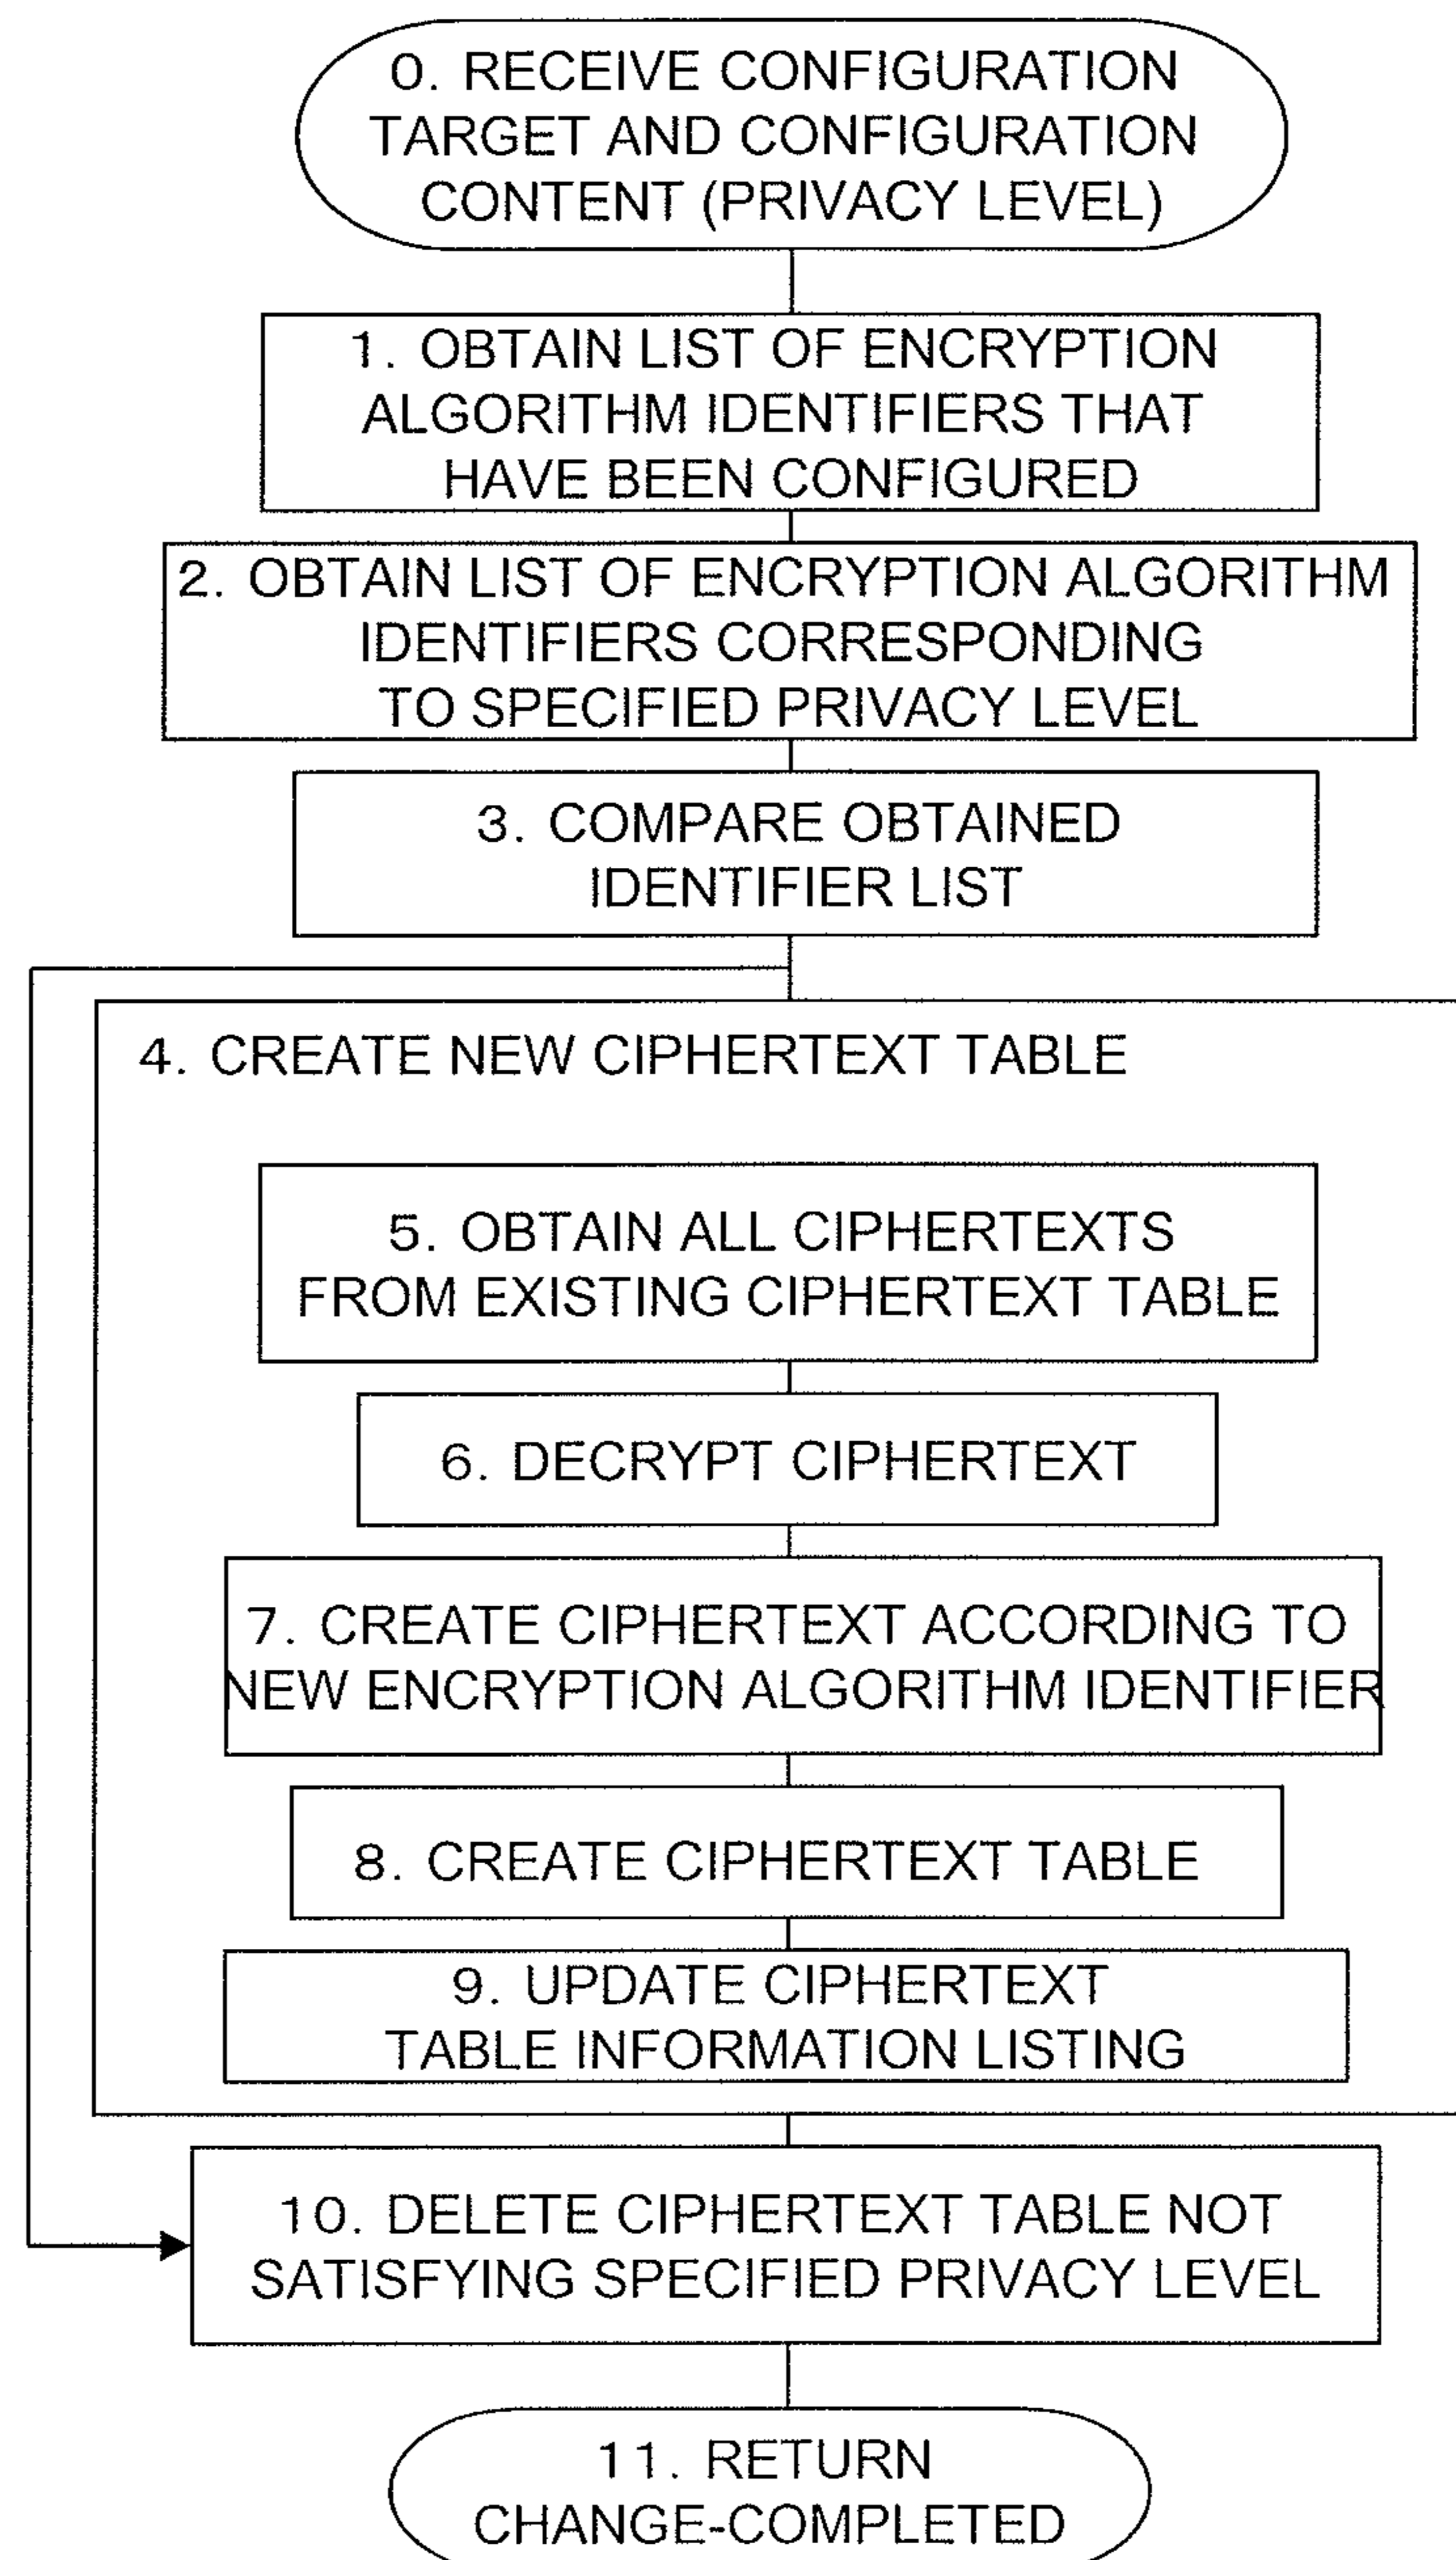 0. RECEIVE CONFIGURATION
TARGET AND CONFIGURATION
CONTENT (PRIVACY LEVEL)
1. OBTAIN LIST OF ENCRYPTION
ALGORITHM IDENTIFIERS THAT
HAVE BEEN CONFIGURED
2. OBTAIN LIST OF ENCRYPTION ALGORITHM
IDENTIFIERS CORRESPONDING
TO SPECIFIED PRIVACY LEVEL
3. COMPARE OBTAINED
IDENTIFIER LIST
4. CREATE NEW CIPHERTEXT TABLE
5. OBTAIN ALL CIPHERTEXTS
FROM EXISTING CIPHERTEXT TABLE
6. DECRYPT CIPHERTEXT
7. CREATE CIPHERTEXT ACCORDING TO
NEW ENCRYPTION ALGORITHM IDENTIFIER
8. CREATE CIPHERTEXT TABLE
9. UPDATE CIPHERTEXT
TABLE INFORMATION LISTING
10. DELETE CIPHERTEXT TABLE NOT
SATISFYING SPECIFIED PRIVACY LEVEL
11. RETURN
CHANGE-COMPLETED